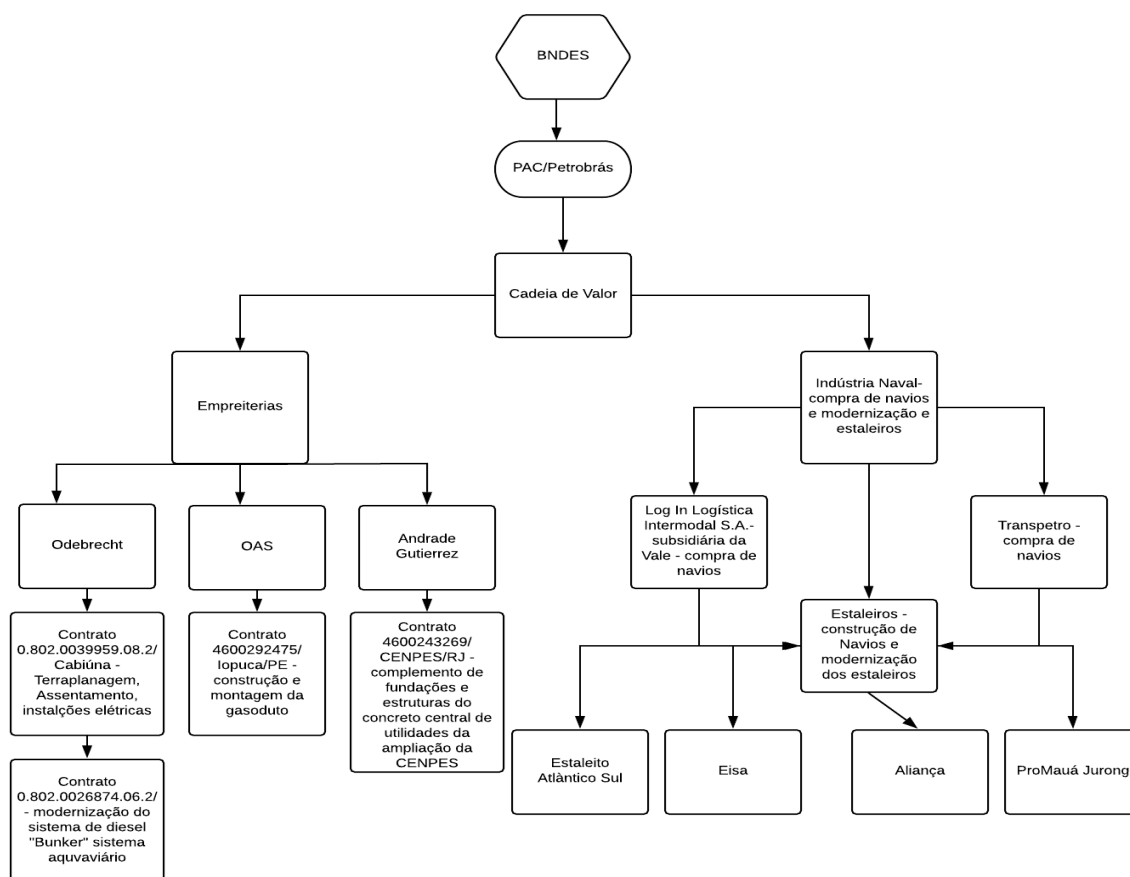 BNDES
PAC/Petrobrás
Cadeia de Valor
Empreiterias
Indústria Naval-
compra de navios
e modernização e
estaleiros
Odebrecht
OAS
Andrade
Gutierrez
Log In Logística
Intermodal S.A.-
subsidiária da
Vale - compra de
navios
Transpetro -
compra de
navios
Contrato
0.802.0039959.08.2/
Cabiúna -
Terraplanagem,
Assentamento,
instalções elétricas
Contrato
4600292475/
Iopuca/PE -
construção e
montagem da
gasoduto
Contrato
4600243269/
CENPES/RJ -
complemento de
fundações e
estruturas do
concreto central de
utilidades da
ampliação da
CENPES
Estaleiros -
construção de
Navios e
modernização
dos estaleiros
Contrato
0.802.0026874.06.2/
- modernização do
sistema de diesel
"Bunker" sistema
aquvaviário
Estaleito
Atlàntico Sul
Eisa
Aliança
ProMauá Jurong